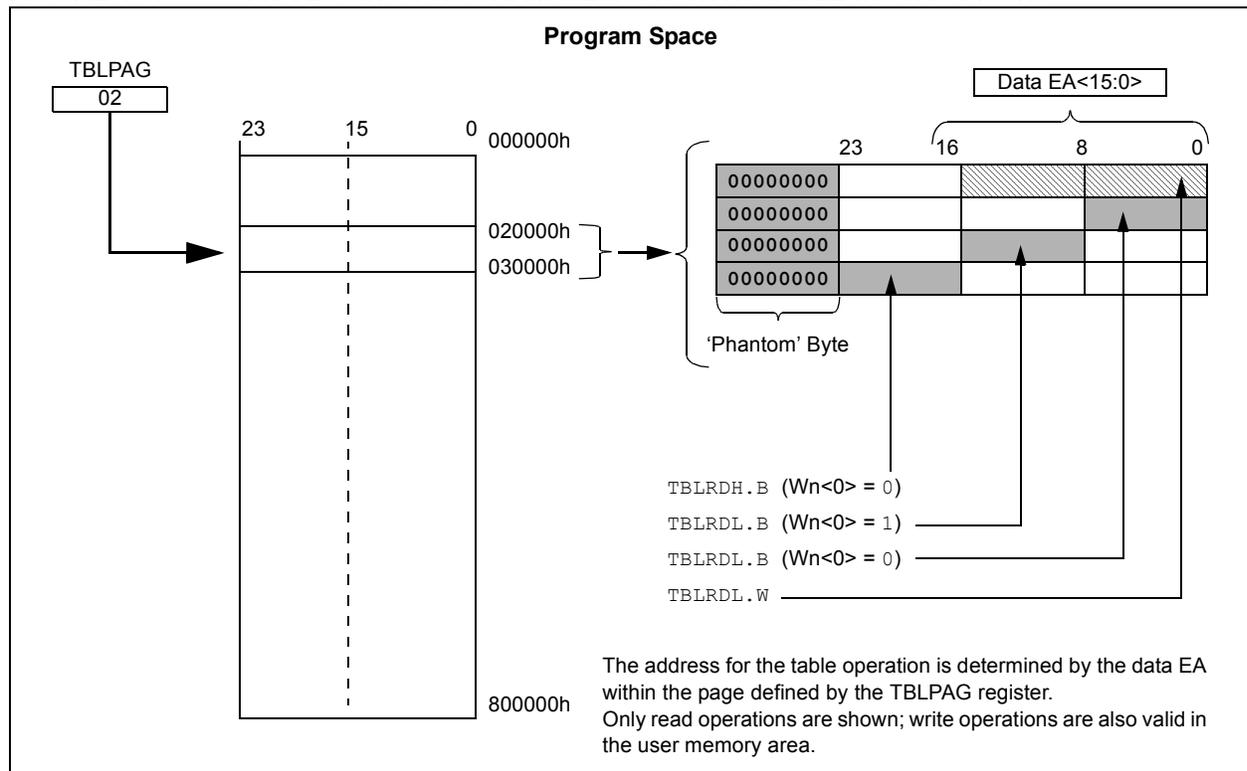 Program Space
TBLPAG
02
Data EA<15:0>
23 15 0
000000h
23 16 8 0
00000000
00000000
00000000
00000000
020000h
030000h
‘Phantom’ Byte
TBLRDH.B (Wn<0> = 0)
TBLRDL.B (Wn<0> = 1)
TBLRDL.B (Wn<0> = 0)
TBLRDL.W
800000h
The address for the table operation is determined by the data EA
within the page defined by the TBLPAG register.
Only read operations are shown; write operations are also valid in
the user memory area.